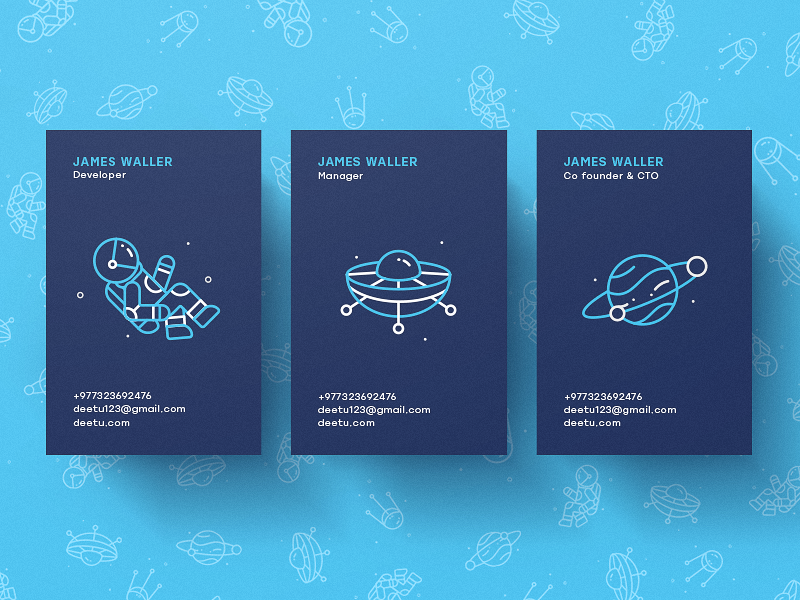 JAMES WALLER
Developer
+977323692476
deetu123@gmail.com
deetu.com
JAMES WALLER
Manager
+977323692476
deetu123@gmail.com
deetu.com
JAMES WALLER
Co founder & CTO
+977323692476
deetu123@gmail.com
deetu.com